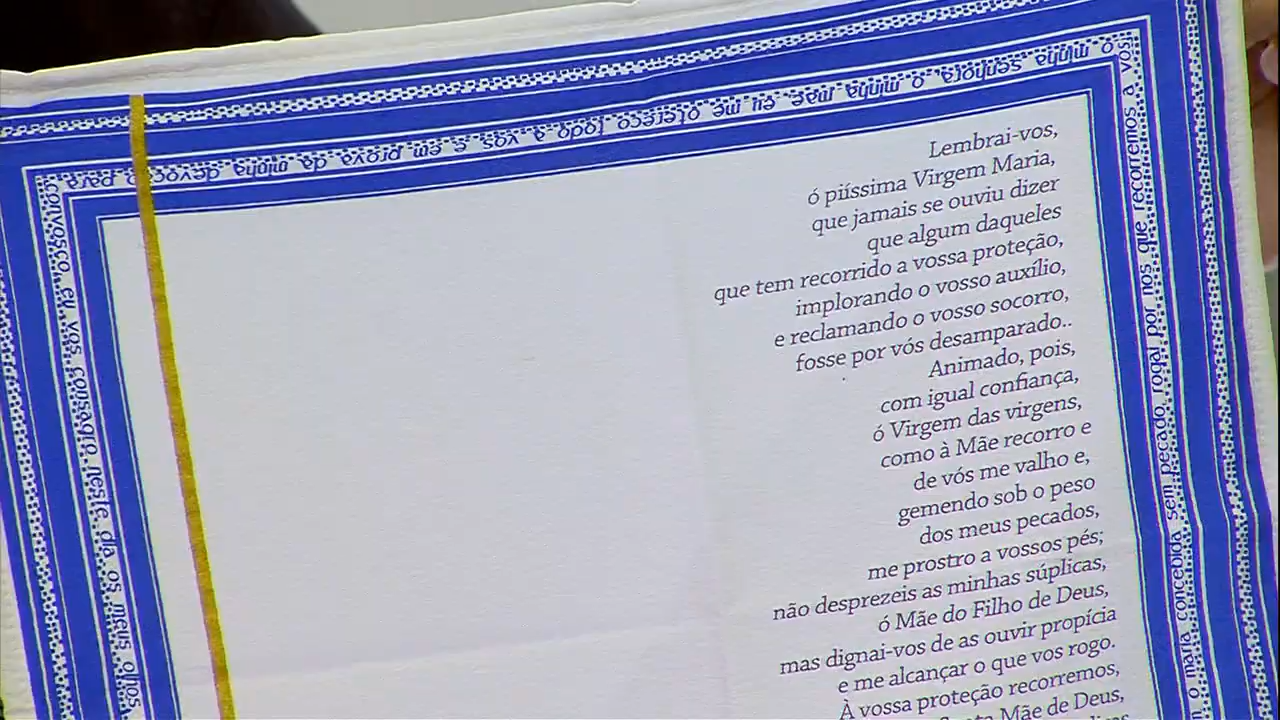 ó minha senhora, ó minha mãe, eu me ofereço todo a vós e em prova da minha devoção para
convosco, eu vos consagro neste dia os meus olhos
ó maria concebida sem pecado, rogai por nós que recorremos a vós!
Lembrai-vos,
ó piíssima Virgem Maria,
que jamais se ouviu dizer
que algum daqueles
que tem recorrido a vossa proteção,
implorando o vosso auxílio,
e reclamando o vosso socorro,
fosse por vós desamparado..
Animado, pois,
com igual confiança,
ó Virgem das virgens,
como à Mãe recorro e
de vós me valho e,
gemendo sob o peso
dos meus pecados,
me prostro a vossos pés;
não desprezeis as minhas súplicas,
ó Mãe do Filho de Deus,
mas dignai-vos de as ouvir propícia
e me alcançar o que vos rogo.
À vossa proteção recorremos,
Mãe de Deus,